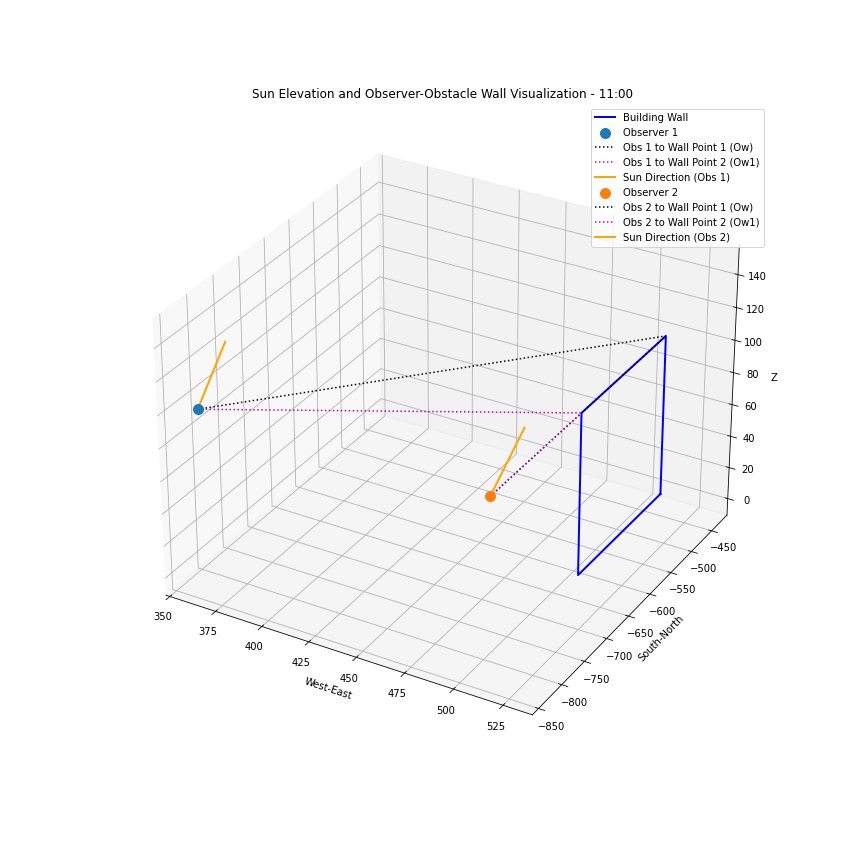 Sun Elevation and Observer-Obstacle Wall Visualization - 11:00
Building Wall
Observer 1
Obs 1 to Wall Point 1 (Ow)
Obs 1 to Wall Point 2 (Ow1)
Sun Direction (Obs 1)
Observer 2
Obs 2 to Wall Point 1 (Ow)
Obs 2 to Wall Point 2 (Ow1)
Sun Direction (Obs 2)
140
120
100
80
60
40
20
0
Z
−450
−500
−550
−600
−650
−700
−750
−800
−850
South-North
350
375
400
425
450
475
500
525
West-East